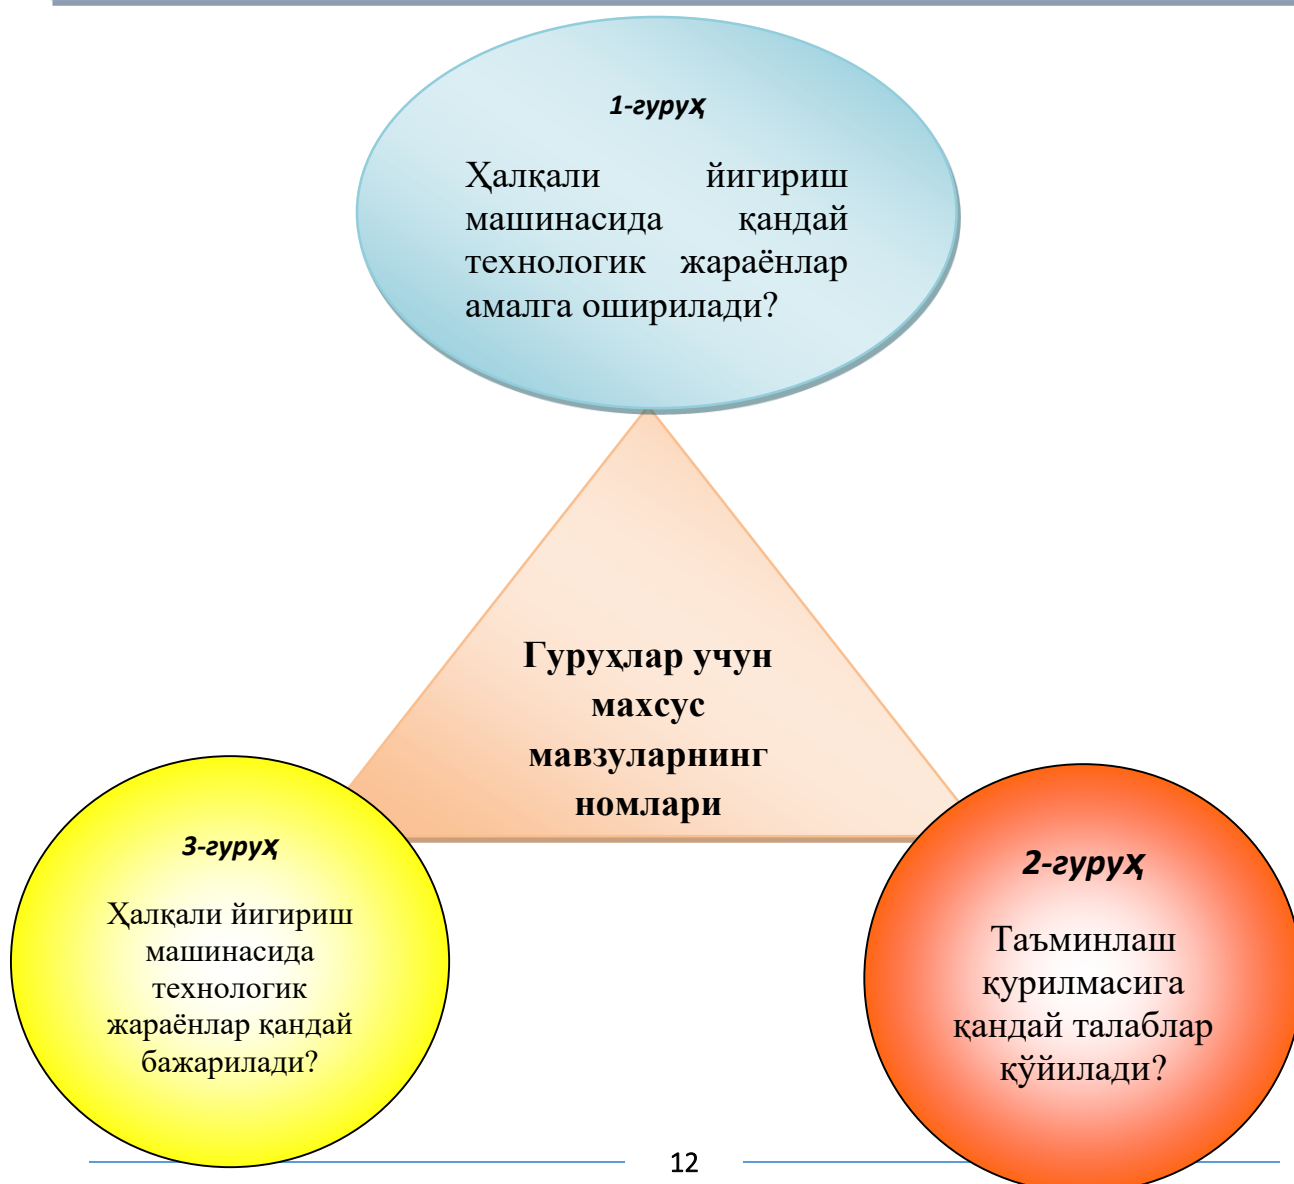 1-гуруҳ
Ҳалқали йигириш
машинасида қандай
технологик жараёнлар
амалга оширилади?
Гуруҳлар учун
махсус
мавзуларнинг
номлари
3-гуруҳ
Ҳалқали йигириш
машинасида
технологик
жараёнлар қандай
бажарилади?
2-гуруҳ
Таъминлаш
қурилмасига
қандай талаблар
қўйилади?
12